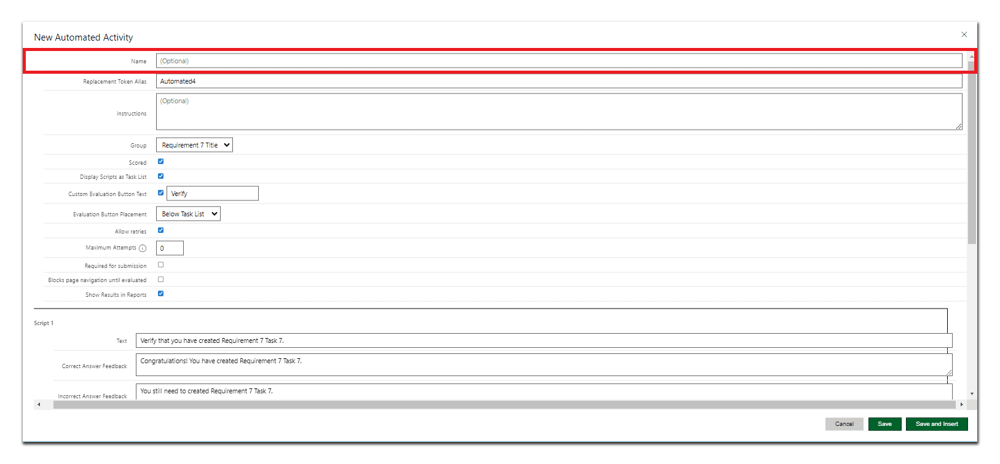 New Automated Activity
Name (Optional)
Replacement Token Alias Automated4
(Optional)
Instructions
Group Requirement 7 Title
Scored
Display Scripts as Task List
Custom Evaluation Button Text Verify
Evaluation Button Placement Below Task List
Allow retries
Maximum Attempts 0
Required for submission
Blocks page navigation until evaluated
Show Results in Reports
Script 1
Text Verify that you have created Requirement 7 Task 7.
Correct Answer Feedback Congratulations! You have created Requirement 7 Task 7.
Incorrect Answer Feedback You still need to created Requirement 7 Task 7.
Cancel Save Save and Insert